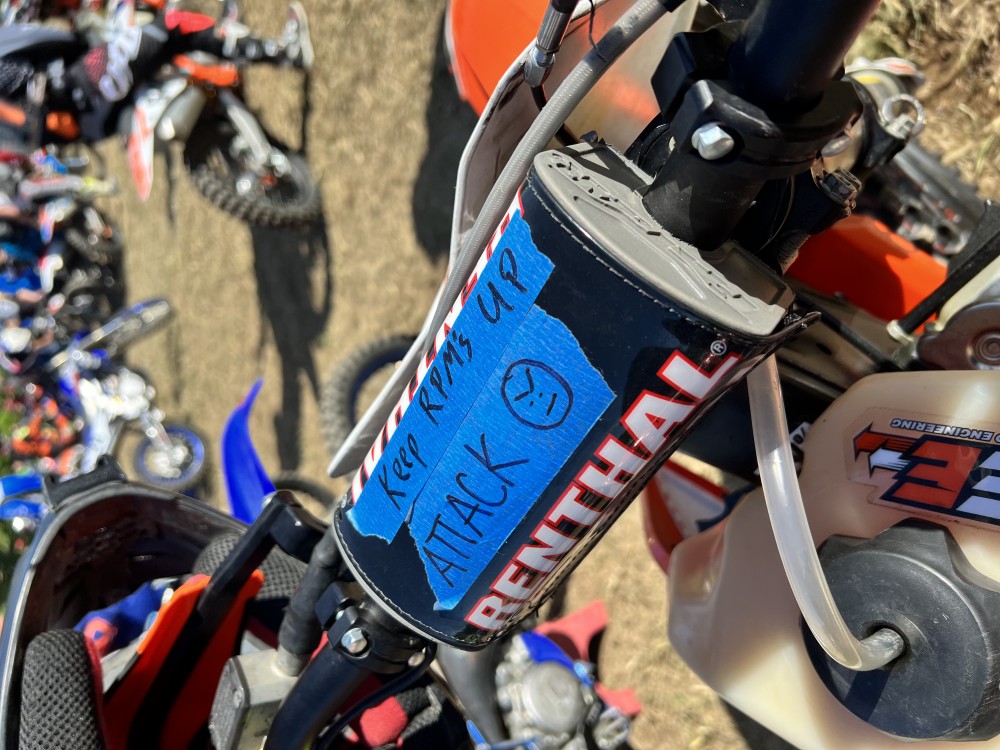 Keep RPM's UP
ATTACK
RENTHAL®
ENGINEERING